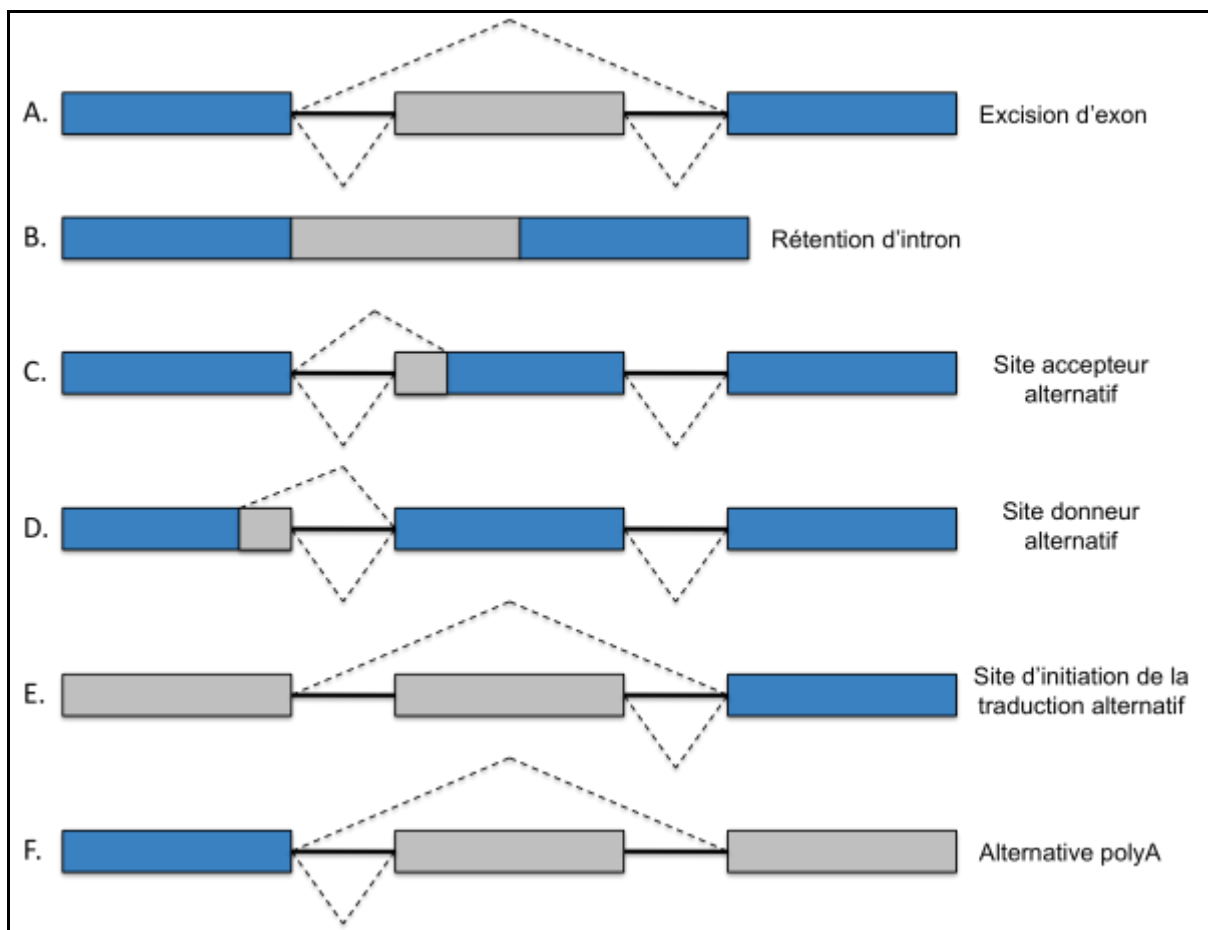 A.
Excision d'exon
B.
Rétention d'intron
C.
Site accepteur
alternatif
D.
Site donneur
alternatif
E.
Site d'initiation de la
traduction alternatif
F.
Alternative polyA